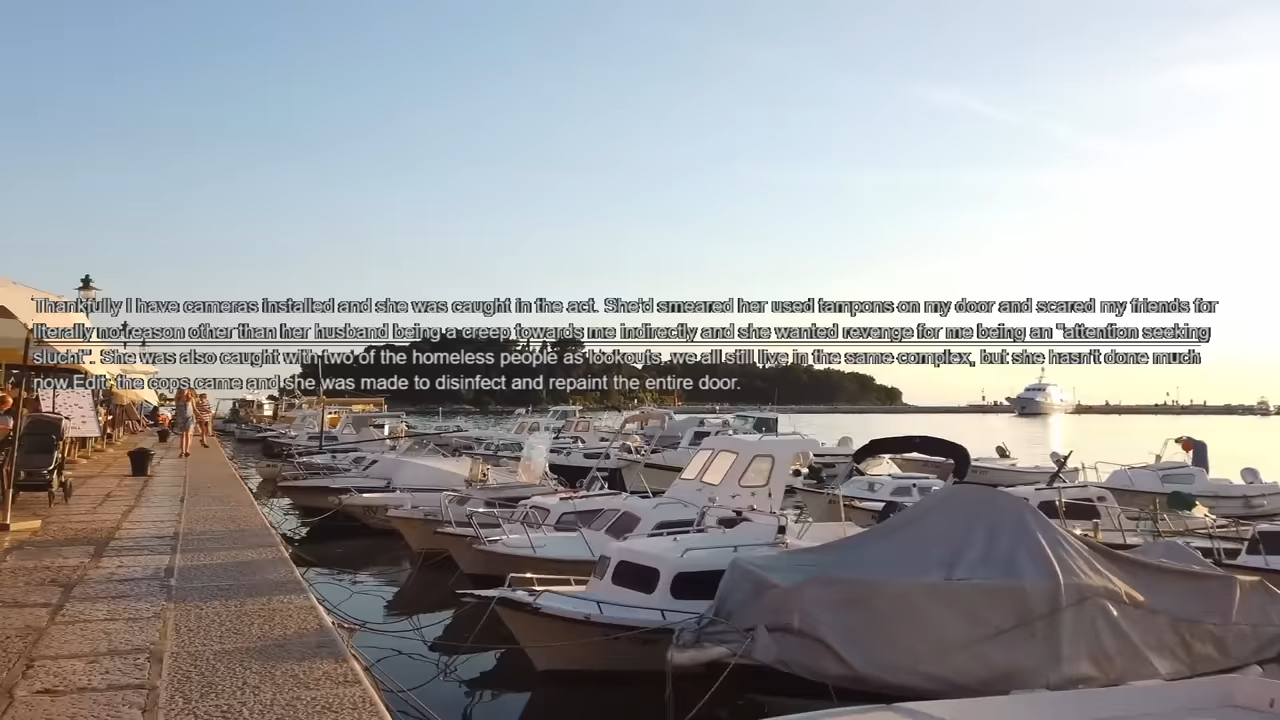 Thankfully I have cameras installed and she was caught in the act. She'd smeared her used tampons on my door and scared my friends for
literally no reason other than her husband being a creep towards me indirectly and she wanted revenge for me being an "attention seeking
slucht". She was also caught with two of the homeless people as lookouts, we all still live in the same complex, but she hasn't done much
now.Edit: the cops came and she was made to disinfect and repaint the entire door.